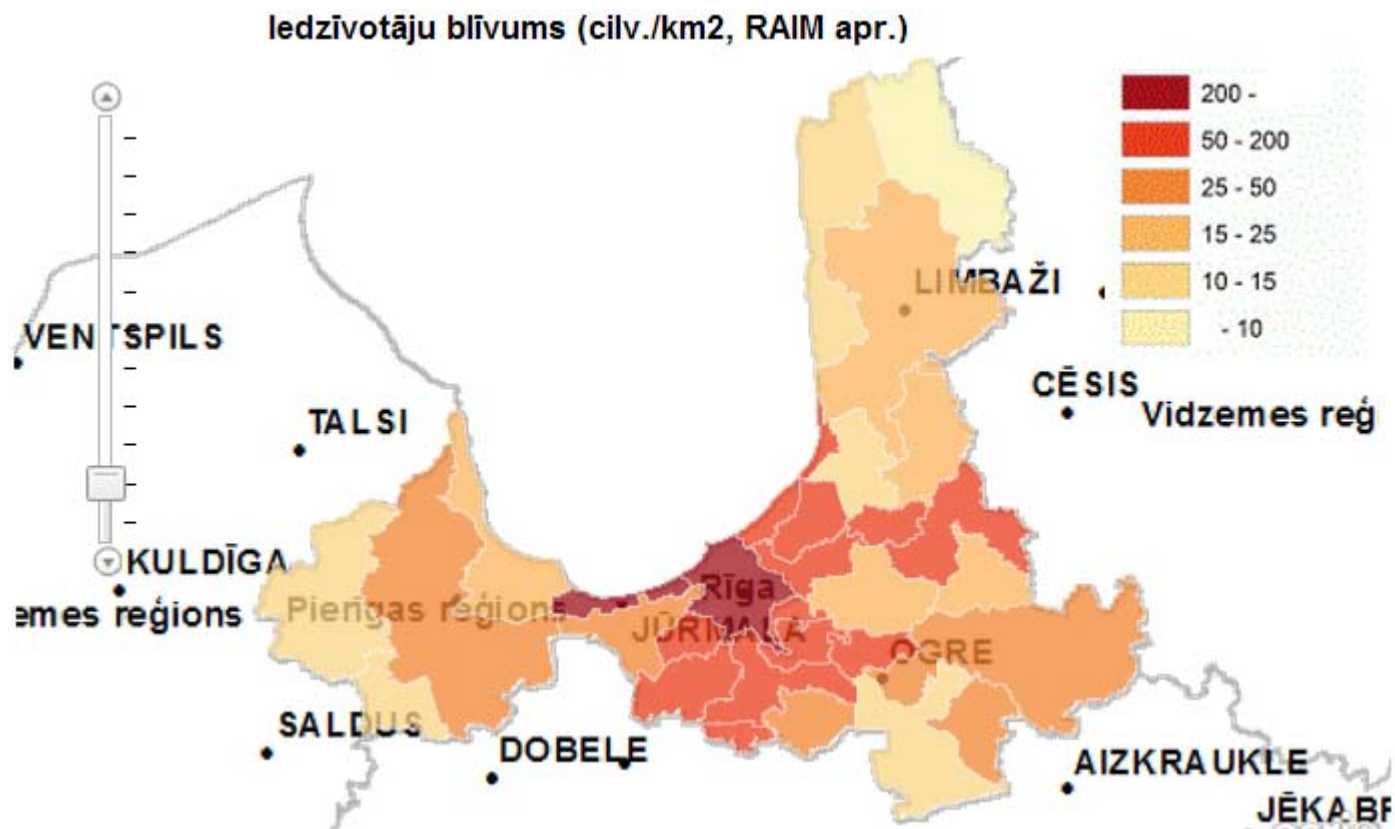 Iedzīvotāju blīvums (cilv./km2, RAIM apr.)
200 -
50 - 200
25 - 50
15 - 25
10 - 15
- 10
LIMBAŽI
VENTSPILS
CĒSIS
Vidzemes reģ
TALSI
KULDĪGA
zemes reģions
Pierīgas reģions
Rīga
JŪRMALA
OGRE
SALDUS
DOBELE
AIZKRAUKLE
JĒKABP